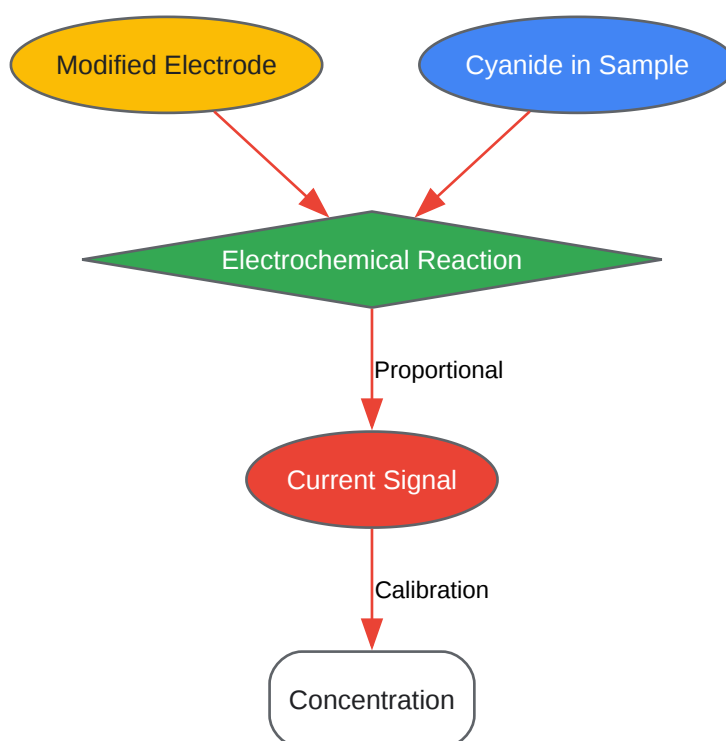 Modified Electrode
Cyanide in Sample
Electrochemical Reaction
Proportional
Current Signal
Calibration
Concentration